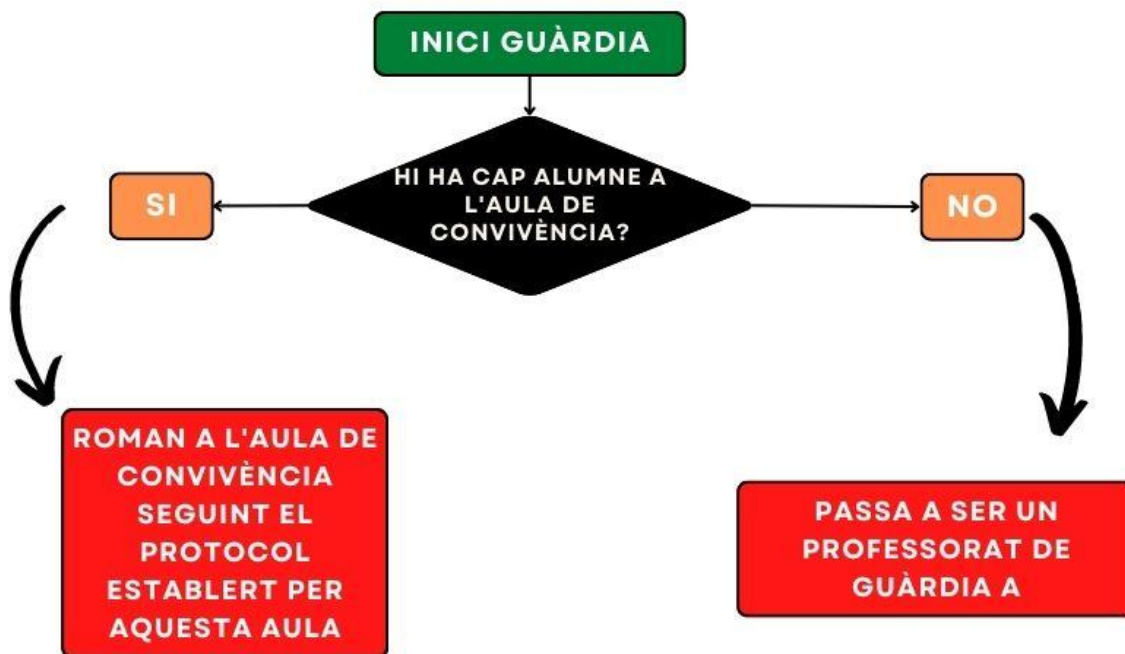 INICI GUÀRDIA
HI HA CAP ALUMNE A
L'AULA DE
CONVIVÈNCIA?
SI
NO
ROMAN A L'AULA DE
CONVIVÈNCIA
SEGUINT EL
PROTOCOL
ESTABLERT PER
AQUESTA AULA
PASSA A SER UN
PROFESSORAT DE
GUÀRDIA A